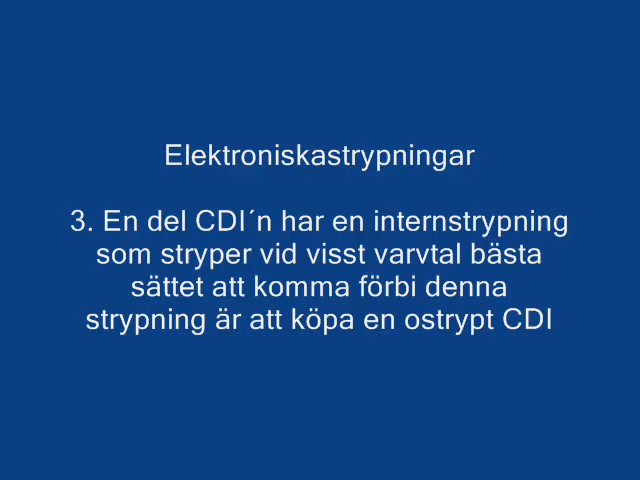 Elektroniskastrypningar
3. En del CDI´n har en internstrypning
som stryper vid visst varvtal bästa
sättet att komma förbi denna
strypning är att köpa en ostrypt CDI